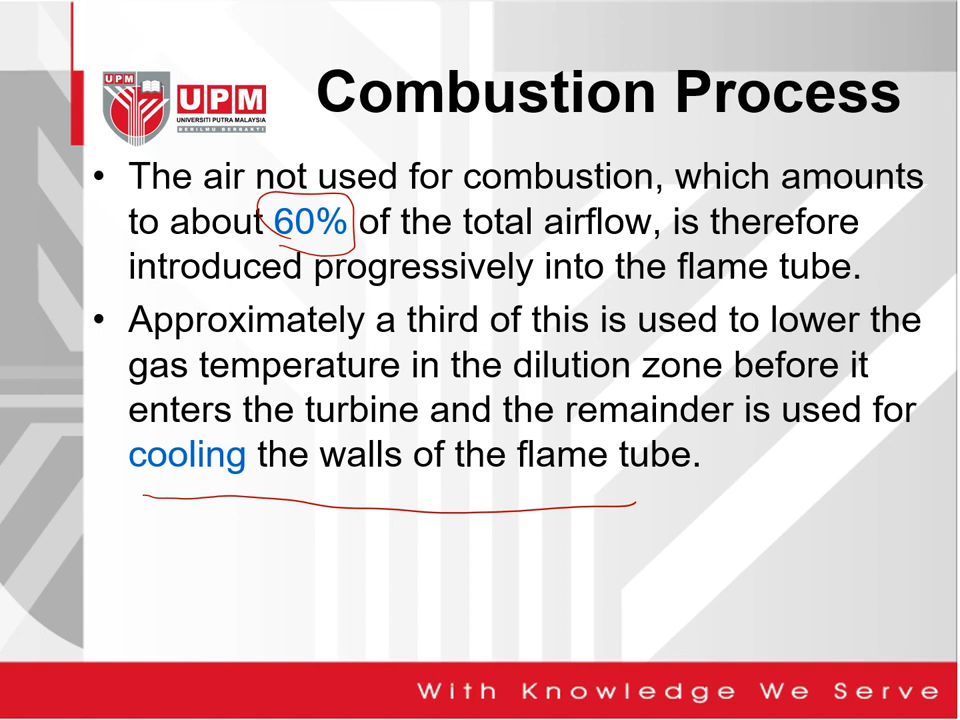 UPM
UPM
UNIVERSITI PUTRA MALAYSIA
BERILMU BERBAKTI
Combustion Process
• The air not used for combustion, which amounts
to about 60% of the total airflow, is therefore
introduced progressively into the flame tube.
• Approximately a third of this is used to lower the
gas temperature in the dilution zone before it
enters the turbine and the remainder is used for
cooling the walls of the flame tube.
With Knowledge We Serve